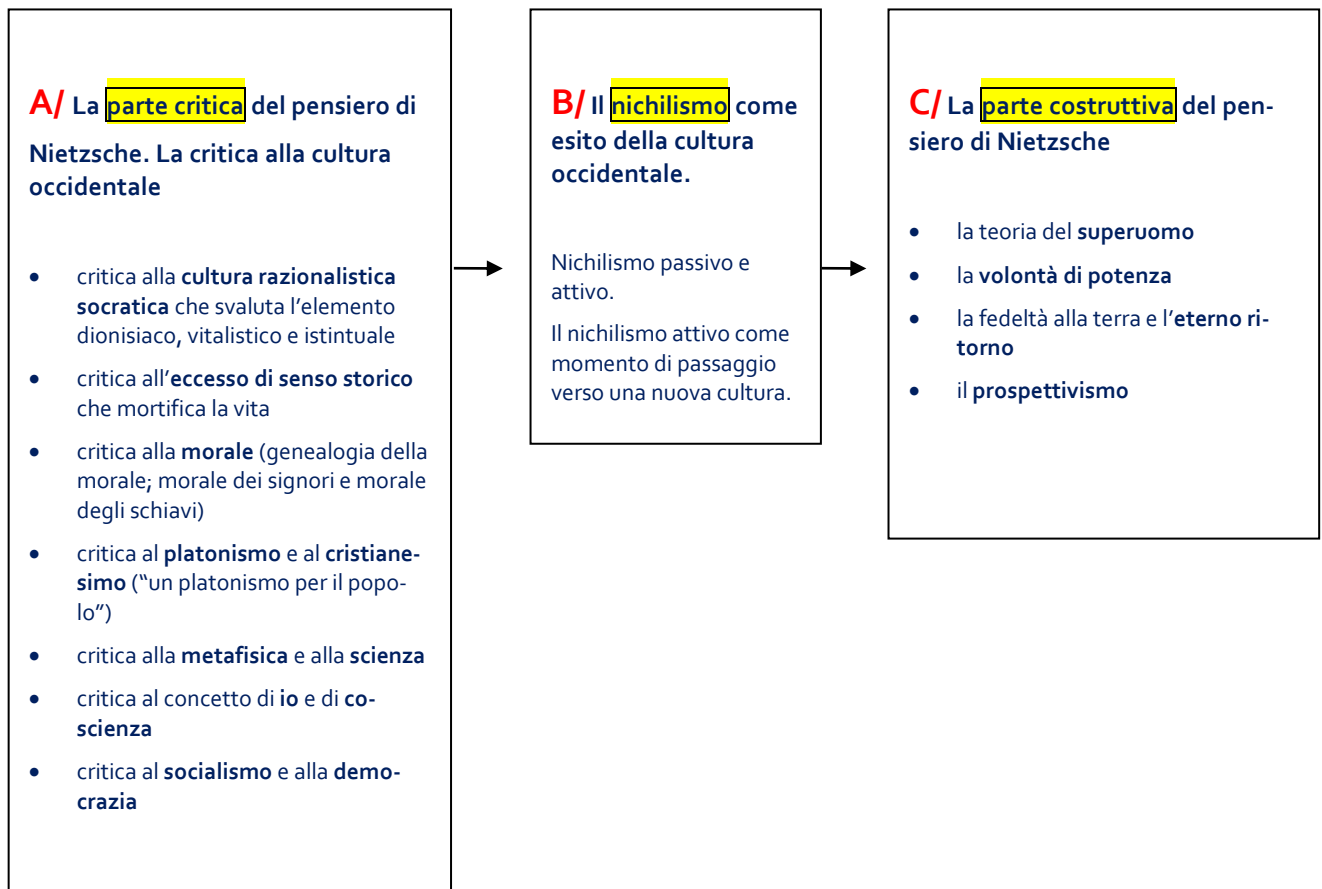 A/ La parte critica del pensiero di
Nietzsche. La critica alla cultura
occidentale
• critica alla cultura razionalistica
socratica che svaluta l’elemento
dionisiaco, vitalistico e istintuale
• critica all’eccesso di senso storico
che mortifica la vita
• critica alla morale (genealogia della
morale; morale dei signori e morale
degli schiavi)
• critica al platonismo e al cristiane-
simo (“un platonismo per il popo-
lo”)
• critica alla metafisica e alla scienza
• critica al concetto di io e di co-
scienza
• critica al socialismo e alla demo-
crazia
B/ Il nichilismo come
esito della cultura
occidentale.
Nichilismo passivo e
attivo.
Il nichilismo attivo come
momento di passaggio
verso una nuova cultura.
C/ La parte costruttiva del pen-
siero di Nietzsche
• la teoria del superuomo
• la volontà di potenza
• la fedeltà alla terra e l’eterno ri-
torno
• il prospettivismo